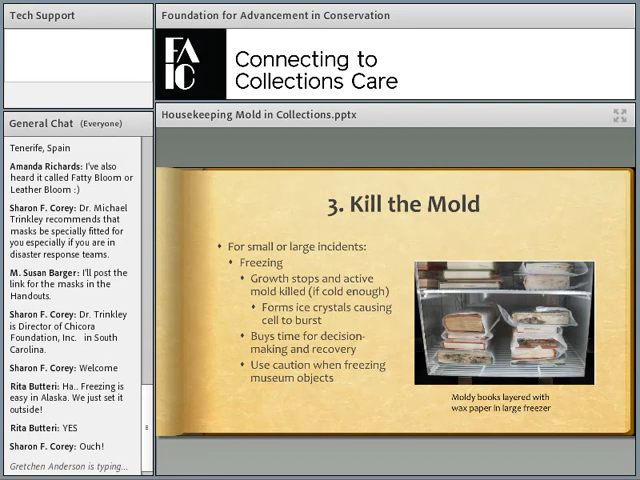 Tech Support
Foundation for Advancement in Conservation
FA
IC
Connecting to
Collections Care
General Chat (Everyone)
Tenerife, Spain
Amanda Richards: I've also
heard it called Fatty Bloom or
Leather Bloom :)
Sharon F. Corey: Dr. Michael
Trinkley recommends that
masks be specially fitted for
you especially if you are in
disaster response teams.
M. Susan Barger: I'll post the
link for the masks in the
Handouts.
Sharon F. Corey: Dr. Trinkley
is Director of Chicora
Foundation, Inc. in South
Carolina.
Sharon F. Corey: Welcome
Rita Butteri: Ha.. Freezing is
easy in Alaska. We just set it
outside!
Rita Butteri: YES
Sharon F. Corey: Ouch!
Gretchen Anderson is typing...
Housekeeping Mold in Collections.pptx
3. Kill the Mold
For small or large incidents:
Freezing
Growth stops and active
mold killed (if cold enough)
Forms ice crystals causing
cell to burst
Buys time for decision-
making and recovery
Use caution when freezing
museum objects
Moldy books layered with
wax paper in large freezer